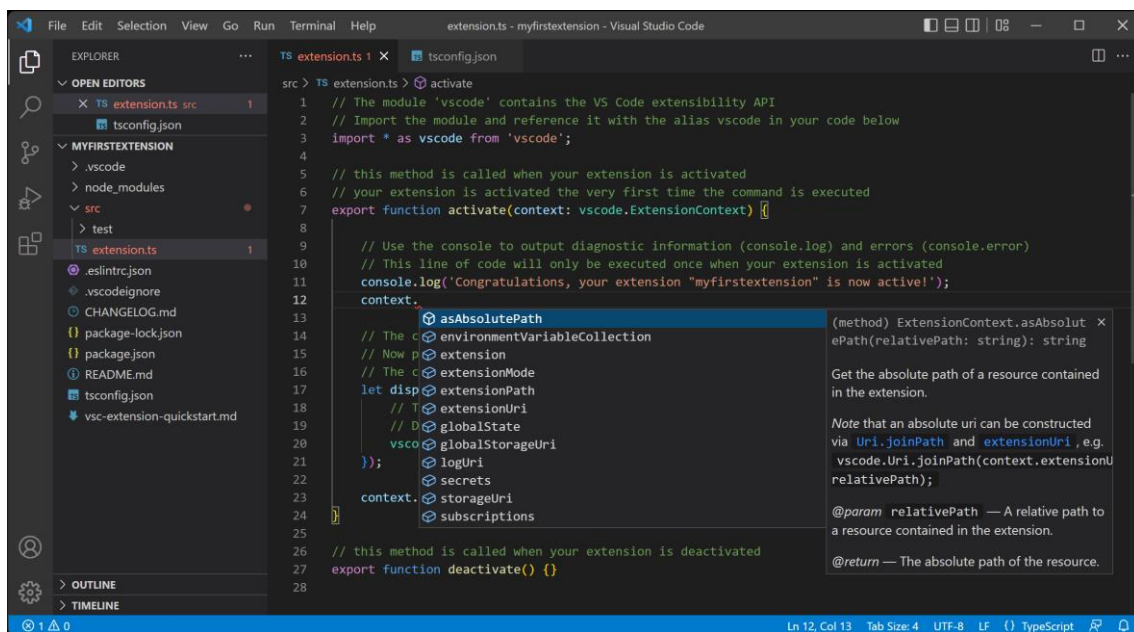 File Edit Selection View Go Run Terminal Help extension.ts - myfirstextension - Visual Studio Code
EXPLORER ...
OPEN EDITORS
TS extension.ts src 1
tsconfig.json
MYFIRSTEXTENSION
.vscode
node_modules
src
test
TS extension.ts 1
.eslintrc.json
.vscodeignore
CHANGELOG.md
{} package-lock.json
{} package.json
README.md
tsconfig.json
vsc-extension-quickstart.md
OUTLINE
TIMELINE
TS extension.ts 1 tsconfig.json
src > TS extension.ts > activate
1 // The module 'vscode' contains the VS Code extensibility API
2 // Import the module and reference it with the alias vscode in your code below
3 import * as vscode from 'vscode';
4
5 // this method is called when your extension is activated
6 // your extension is activated the very first time the command is executed
7 export function activate(context: vscode.ExtensionContext) {
8
9 // Use the console to output diagnostic information (console.log) and errors (console.error)
10 // This line of code will only be executed once when your extension is activated
11 console.log('Congratulations, your extension "myfirstextension" is now active!');
12 context.
13
14 // The c
15 // Now p
16 // The c
17 let disp
18 // T
19 // D
20 vsco
21 });
22
23 context.
24 }
25
26 // this method is called when your extension is deactivated
27 export function deactivate() {}
28
asAbsolutePath
environmentVariableCollection
extension
extensionMode
extensionPath
extensionUri
globalState
globalStorageUri
logUri
secrets
storageUri
subscriptions
(method) ExtensionContext.asAbsolut
ePath(relativePath: string): string
Get the absolute path of a resource contained
in the extension.
Note that an absolute uri can be constructed
via Uri.joinPath and extensionUri , e.g.
vscode.Uri.joinPath(context.extensionU
relativePath);
@param relativePath — A relative path to
a resource contained in the extension.
@return — The absolute path of the resource.
1 0 Ln 12, Col 13 Tab Size: 4 UTF-8 LF {} TypeScript